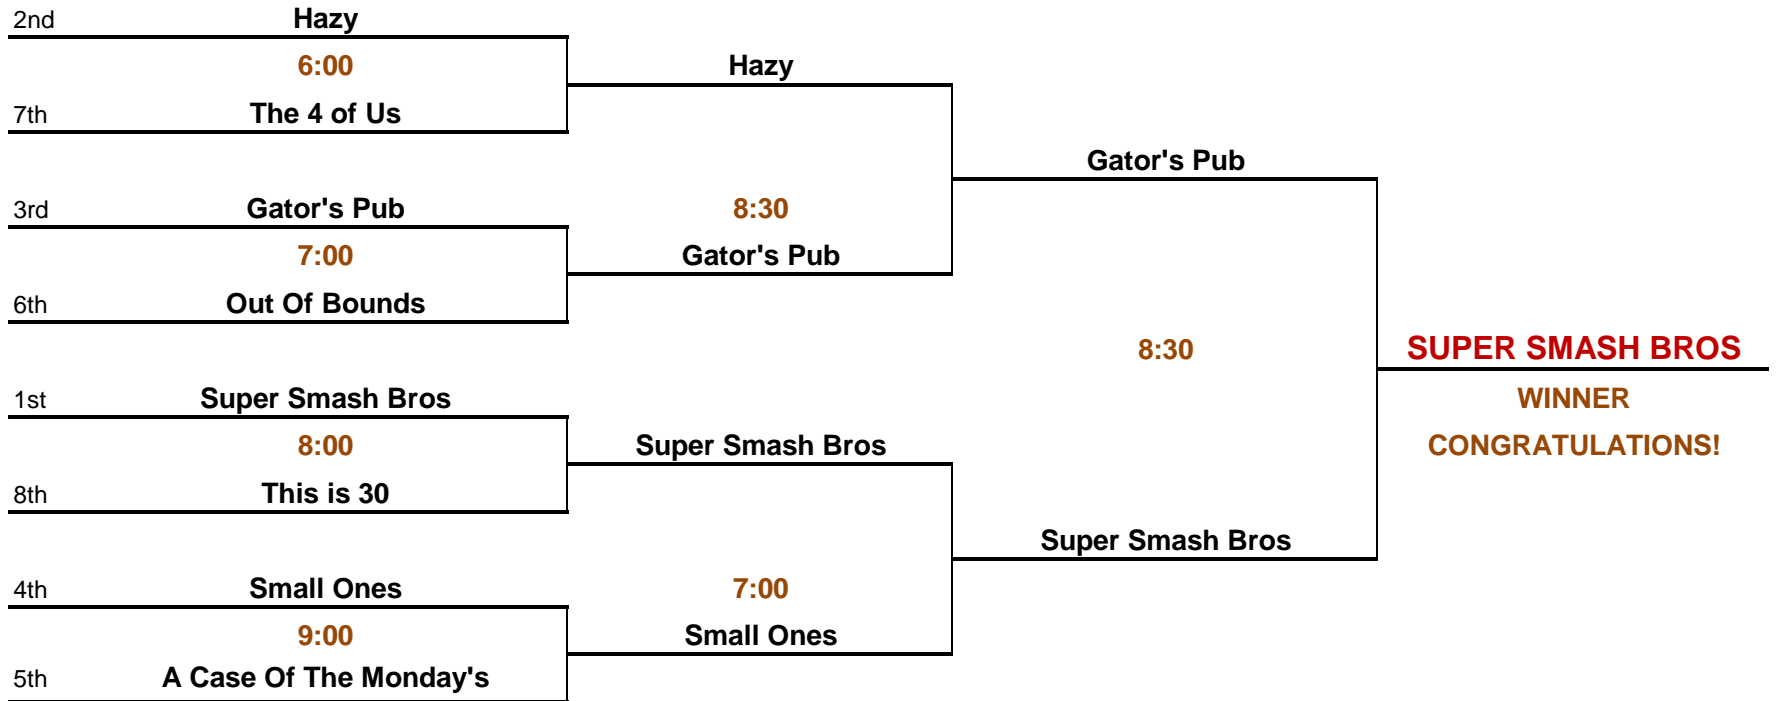 2nd Hazy
6:00 Hazy
7th The 4 of Us
Gator's Pub
3rd Gator's Pub 8:30
7:00 Gator's Pub
6th Out Of Bounds
8:30 SUPER SMASH BROS
1st Super Smash Bros WINNER
8:00 Super Smash Bros CONGRATULATIONS!
8th This is 30
Super Smash Bros
4th Small Ones 7:00
9:00 Small Ones
5th A Case Of The Monday's